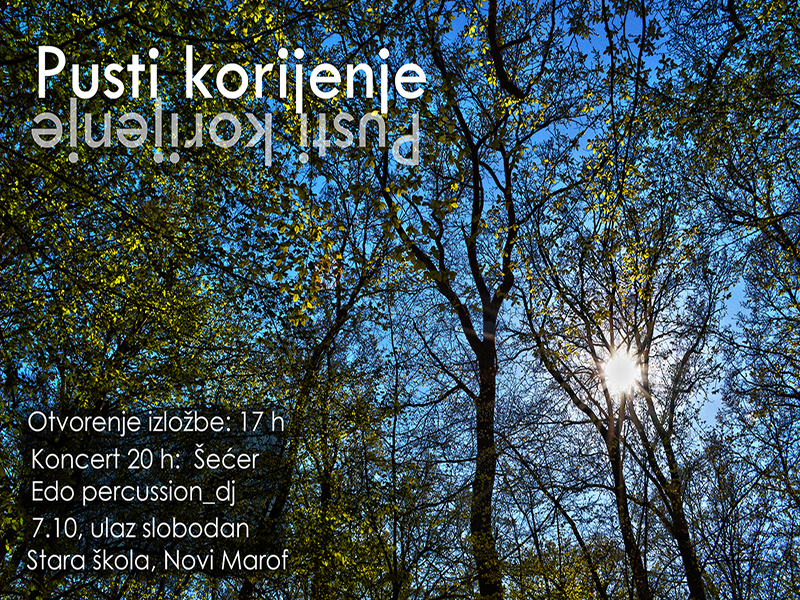 Pusti korijenje
Pusti korijenje
Otvorenje izložbe: 17 h
Koncert 20 h: Šećer
Edo percussion_dj
7.10, ulaz slobodan
Stara škola, Novi Marof